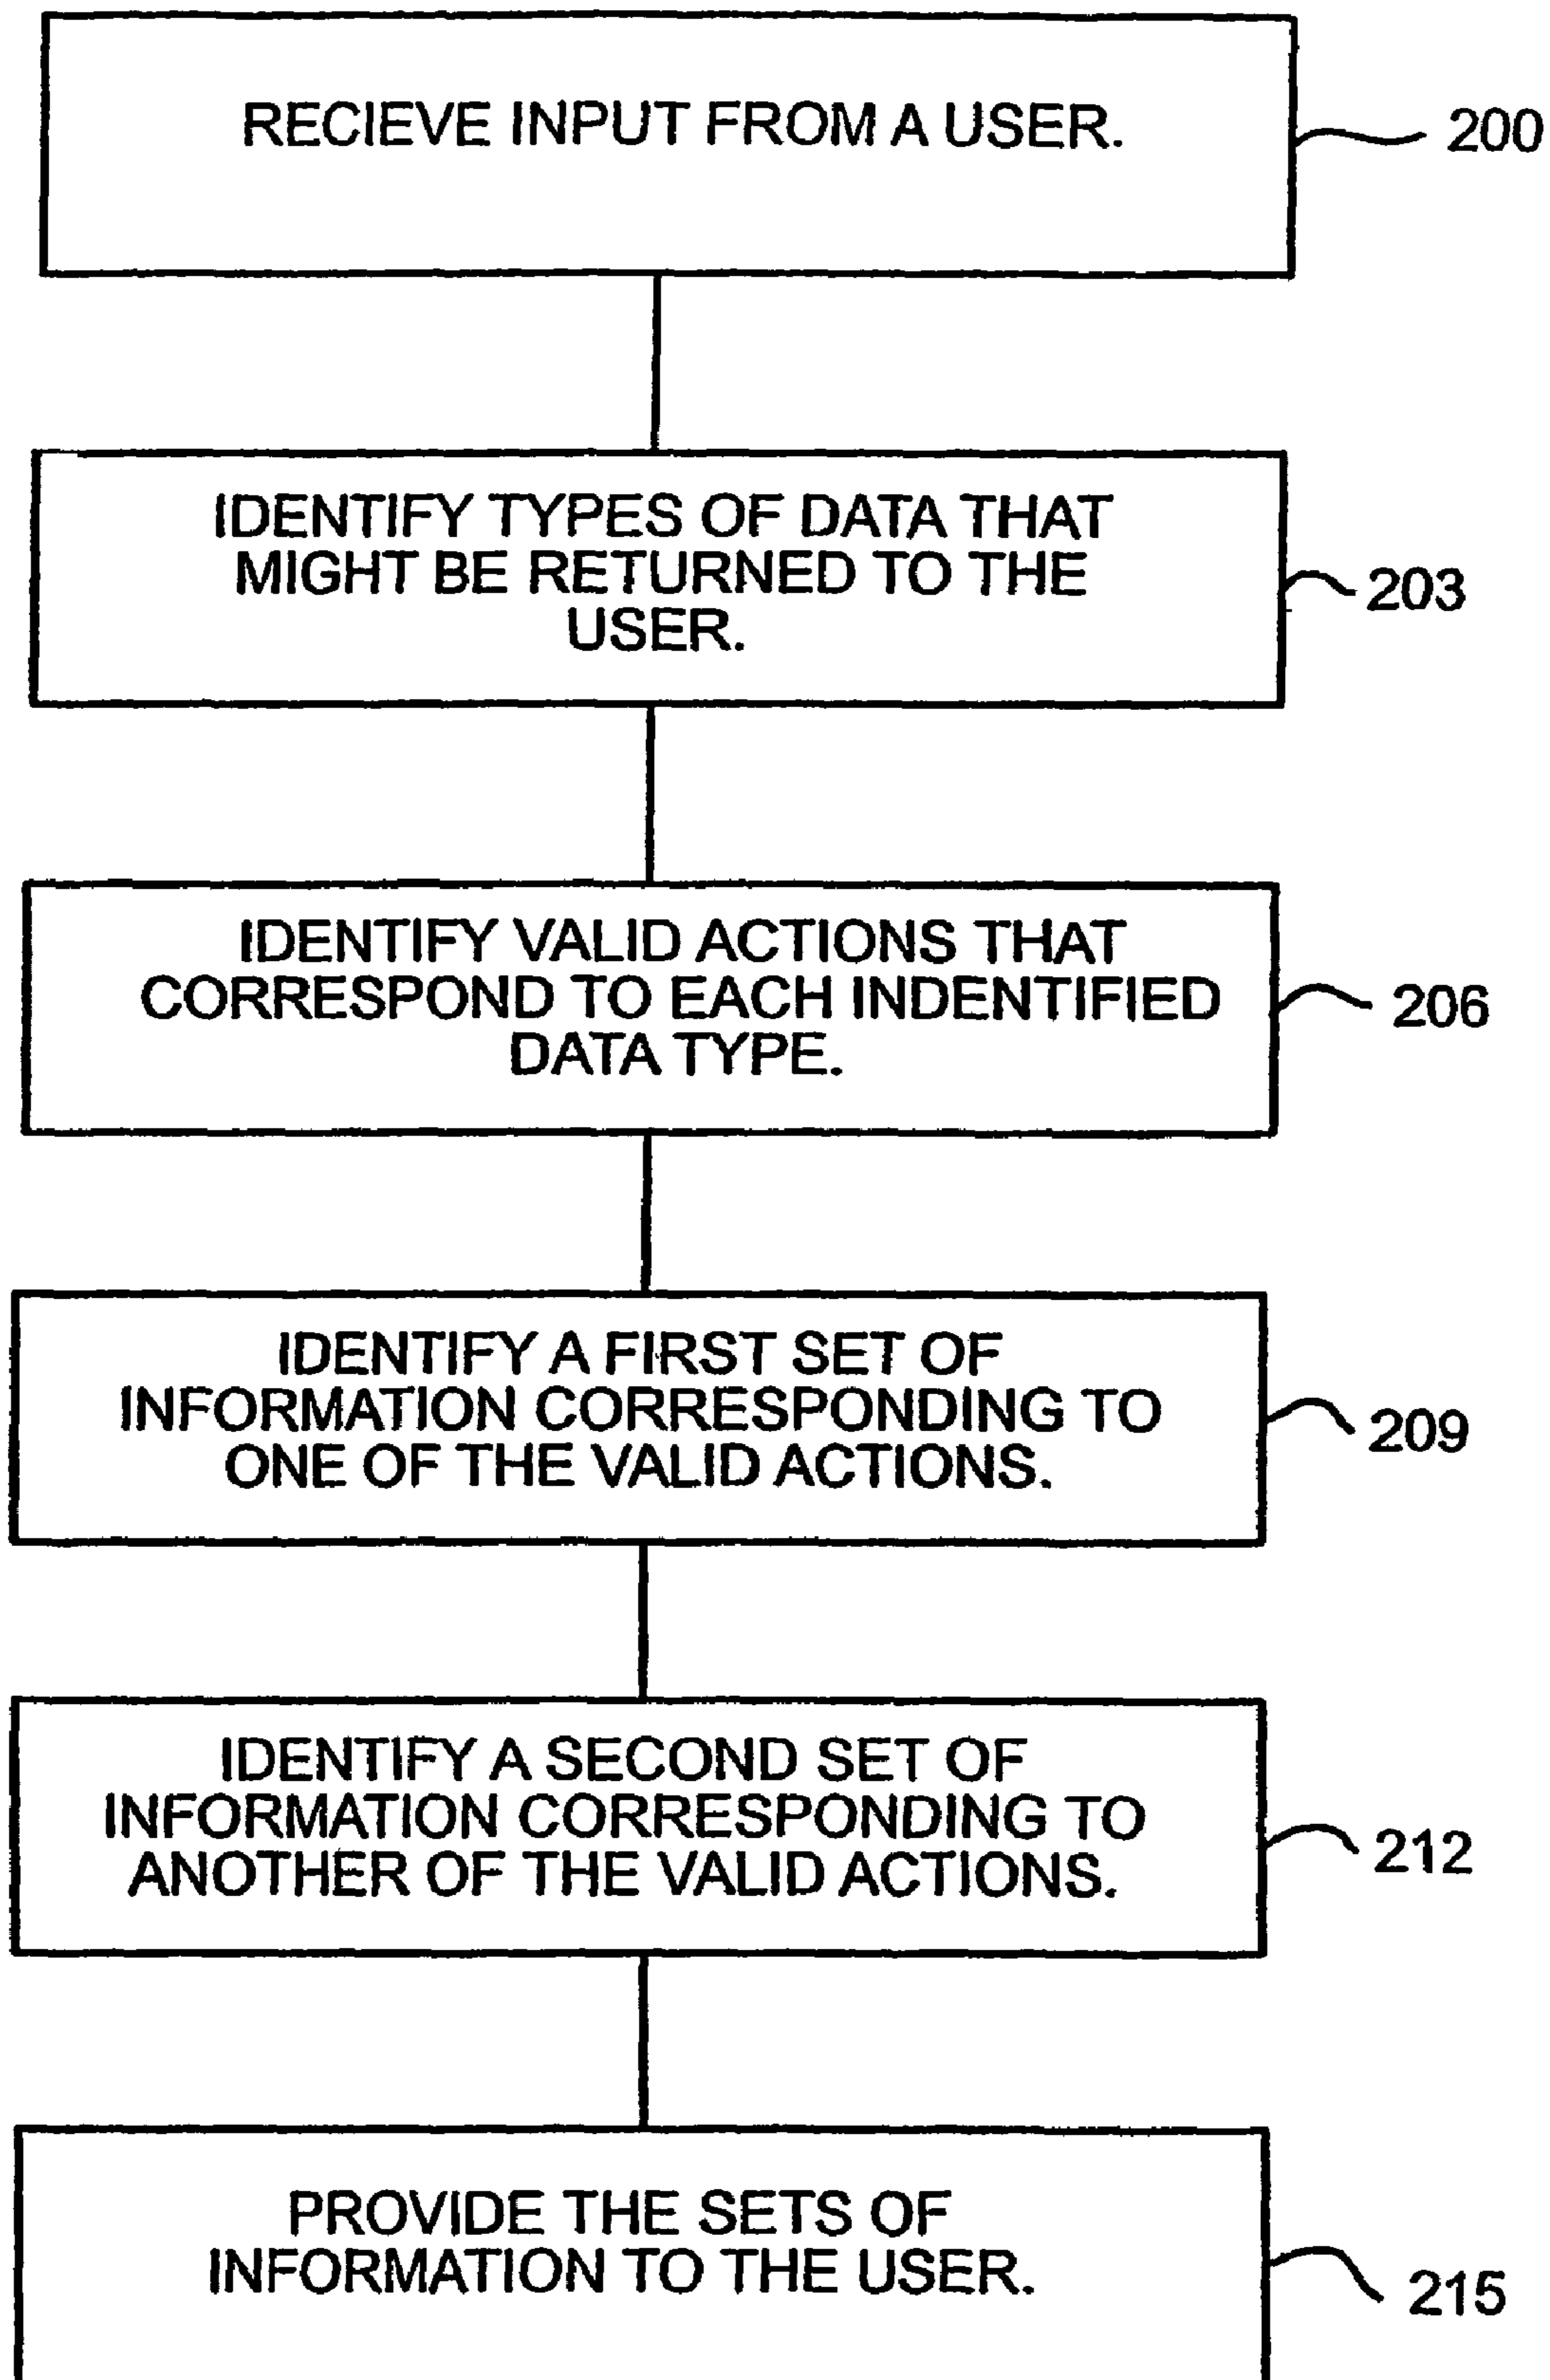 RECIEVE INPUT FROM A USER.
200
IDENTIFY TYPES OF DATA THAT
MIGHT BE RETURNED TO THE
USER.
203
IDENTIFY VALID ACTIONS THAT
CORRESPOND TO EACH INDENTIFIED
DATA TYPE.
206
IDENTIFY A FIRST SET OF
INFORMATION CORRESPONDING TO
ONE OF THE VALID ACTIONS.
209
IDENTIFY A SECOND SET OF
INFORMATION CORRESPONDING TO
ANOTHER OF THE VALID ACTIONS.
212
PROVIDE THE SETS OF
INFORMATION TO THE USER.
215